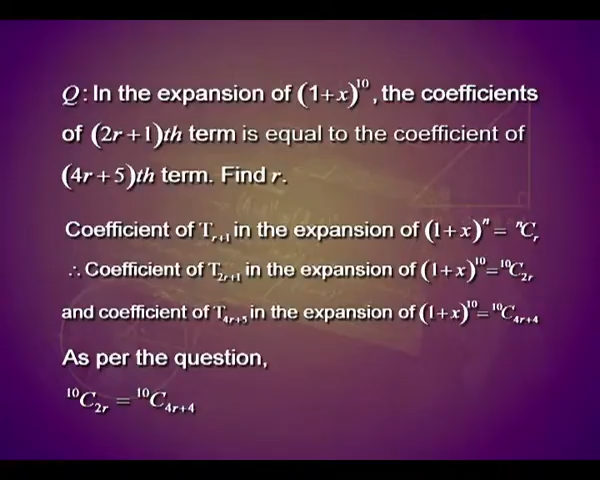 Q: In the expansion of (1+x)^10, the coefficients
of (2r+1)th term is equal to the coefficient of
(4r+5)th term. Find r.
Coefficient of T_{r+1} in the expansion of (1+x)^n = ^nC_r
∴ Coefficient of T_{2r+1} in the expansion of (1+x)^10 = ^10C_{2r}
and coefficient of T_{4r+5} in the expansion of (1+x)^10 = ^10C_{4r+4}
As per the question,
^10C_{2r} = ^10C_{4r+4}